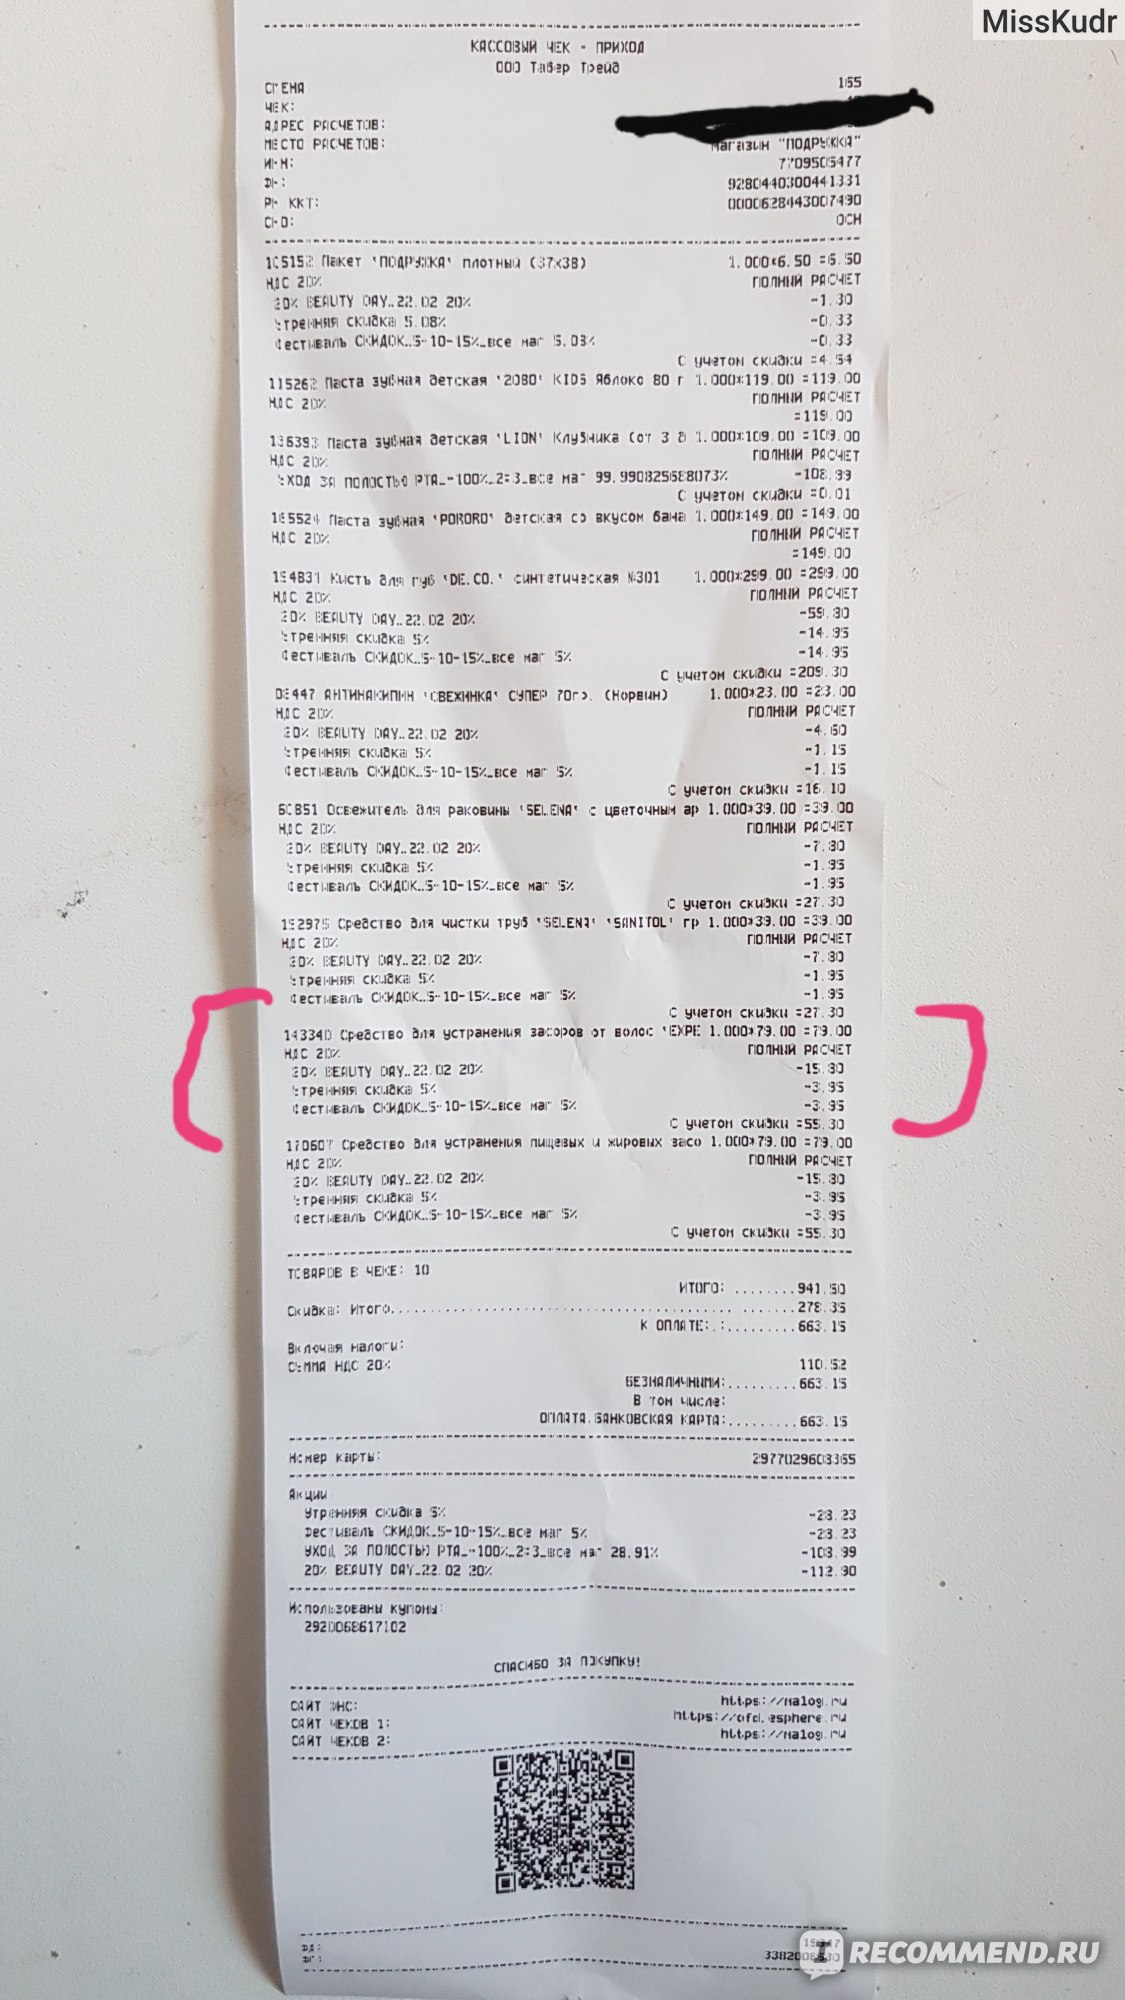 MissKudr
КАССОВЫЙ ЧЕК - ПРИХОД
ООО Табер Трейд
СМЕНА 165
ЧЕК:
АДРЕС РАСЧЕТОВ:
МЕСТО РАСЧЕТОВ: магазин "ПОДРУЖКА"
ИНН: 7709505477
ФН: 9280440300441331
РН ККТ: 0000628443007490
СНО: ОСН
105152 Пакет "ПОДРУЖКА" плотный (37х38) 1.000*6.50 =6.50
НДС 20% ПОЛНЫЙ РАСЧЕТ
20% BEAUTY DAY_22.02 20% -1.30
Утренняя скидка 5.08% -0.33
Фестиваль СКИДОК_5-10-15%_все маг 5.08% -0.33
С учетом скидки =4.54
115262 Паста зубная детская "2080" KIDS Яблоко 80 г 1.000*119.00 =119.00
НДС 20% ПОЛНЫЙ РАСЧЕТ
=119.00
136393 Паста зубная детская "LION" Клубника (от 3 1.000*109.00 =109.00
НДС 20% ПОЛНЫЙ РАСЧЕТ
УХОД ЗА ПОЛОСТЬЮ РТА_-100%_2=3_все маг 99.990825688073% -108.99
С учетом скидки =0.01
165524 Паста зубная "PORORO" детская со вкусом бана 1.000*149.00 =149.00
НДС 20% ПОЛНЫЙ РАСЧЕТ
=149.00
194831 Кисть для губ "DE.CO." синтетическая №301 1.000*299.00 =299.00
НДС 20% ПОЛНЫЙ РАСЧЕТ
20% BEAUTY DAY_22.02 20% -59.80
Утренняя скидка 5% -14.95
Фестиваль СКИДОК_5-10-15%_все маг 5% -14.95
С учетом скидки =209.30
АНТИНАКИПИН "СВЕЖИНКА" СУПЕР 70гр. (Норвин) 1.000*23.00 =23.00
НДС 20% ПОЛНЫЙ РАСЧЕТ
20% BEAUTY DAY_22.02 20% -4.60
Утренняя скидка 5% -1.15
Фестиваль СКИДОК_5-10-15%_все маг 5% -1.15
С учетом скидки =16.10
60851 Освежитель для раковины "SELENA" с цветочным ар 1.000*39.00 =39.00
НДС 20% ПОЛНЫЙ РАСЧЕТ
20% BEAUTY DAY_22.02 20% -7.80
Утренняя скидка 5% -1.95
Фестиваль СКИДОК_5-10-15%_все маг 5% -1.95
С учетом скидки =27.30
192975 Средство для чистки труб "SELENA" "SANITOL" гр 1.000*39.00 =39.00
НДС 20% ПОЛНЫЙ РАСЧЕТ
20% BEAUTY DAY_22.02 20% -7.80
Утренняя скидка 5% -1.95
Фестиваль СКИДОК_5-10-15%_все маг 5% -1.95
С учетом скидки =27.30
143340 Средство для устранения засоров от волос "EXPE 1.000*79.00 =79.00
НДС 20% ПОЛНЫЙ РАСЧЕТ
20% BEAUTY DAY_22.02 20% -15.80
Утренняя скидка 5% -3.95
Фестиваль СКИДОК_5-10-15%_все маг 5% -3.95
С учетом скидки =55.30
170607 Средство для устранения пищевых и жировых засо 1.000*79.00 =79.00
НДС 20% ПОЛНЫЙ РАСЧЕТ
20% BEAUTY DAY_22.02 20% -15.80
Утренняя скидка 5% -3.95
Фестиваль СКИДОК_5-10-15%_все маг 5% -3.95
С учетом скидки =55.30
ТОВАРОВ В ЧЕКЕ: 10
ИТОГО: ........941.50
Скидка: Итого.......................................278.35
К ОПЛАТЕ:.:.........663.15
Включая налоги:
СУММА НДС 20% 110.52
БЕЗНАЛИЧНЫМИ:.........663.15
В том числе:
ОПЛАТА.БАНКОВСКАЯ КАРТА:.........663.15
Номер карты: 2977029603365
Акции
Утренняя скидка 5% -23.23
Фестиваль СКИДОК_5-10-15%_все маг 5% -23.23
УХОД ЗА ПОЛОСТЬЮ РТА_-100%_2=3_все маг 28.91% -108.99
20% BEAUTY DAY_22.02 20% -112.90
Использованы купоны:
2920068617102
СПАСИБО ЗА ПОКУПКУ!
САЙТ ФНС: https://nalog.ru
САЙТ ЧЕКОВ 1: https://ofd.esphere.ru
САЙТ ЧЕКОВ 2: https://nalog.ru
ФД:
ФП:
RECOMMEND.RU